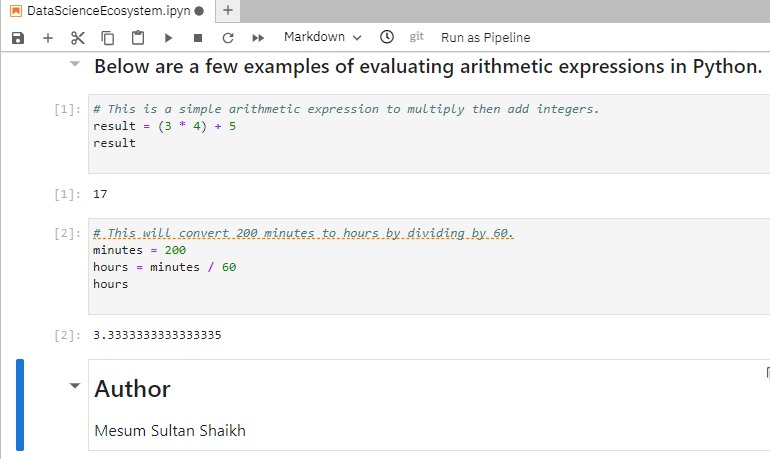 DataScienceEcosystem.ipyn
Markdown git Run as Pipeline
Below are a few examples of evaluating arithmetic expressions in Python.
[1]: # This is a simple arithmetic expression to multiply then add integers.
result = (3 * 4) + 5
result
[1]: 17
[2]: # This will convert 200 minutes to hours by dividing by 60.
minutes = 200
hours = minutes / 60
hours
[2]: 3.3333333333333335
Author
Mesum Sultan Shaikh